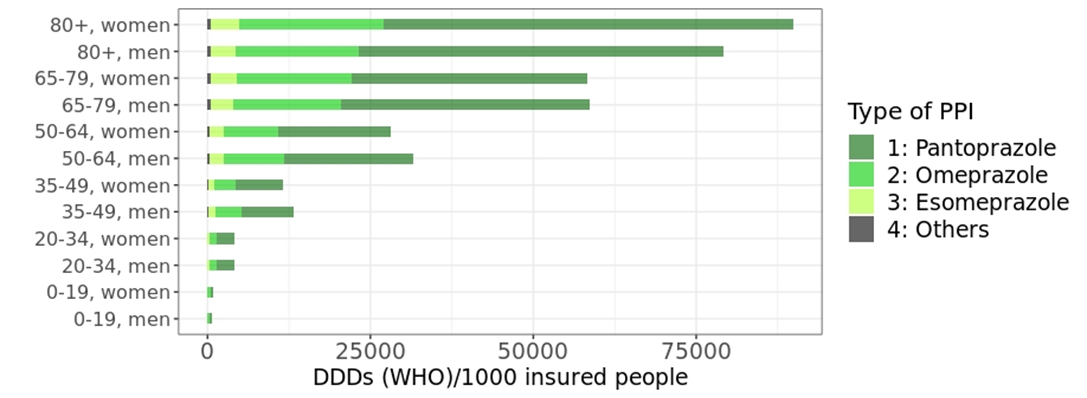 80+, women
80+, men
65-79, women
65-79, men
50-64, women
50-64, men
35-49, women
35-49, men
20-34, women
20-34, men
0-19, women
0-19, men
0 25000 50000 75000
DDDs (WHO)/1000 insured people
Type of PPI
1: Pantoprazole
2: Omeprazole
3: Esomeprazole
4: Others